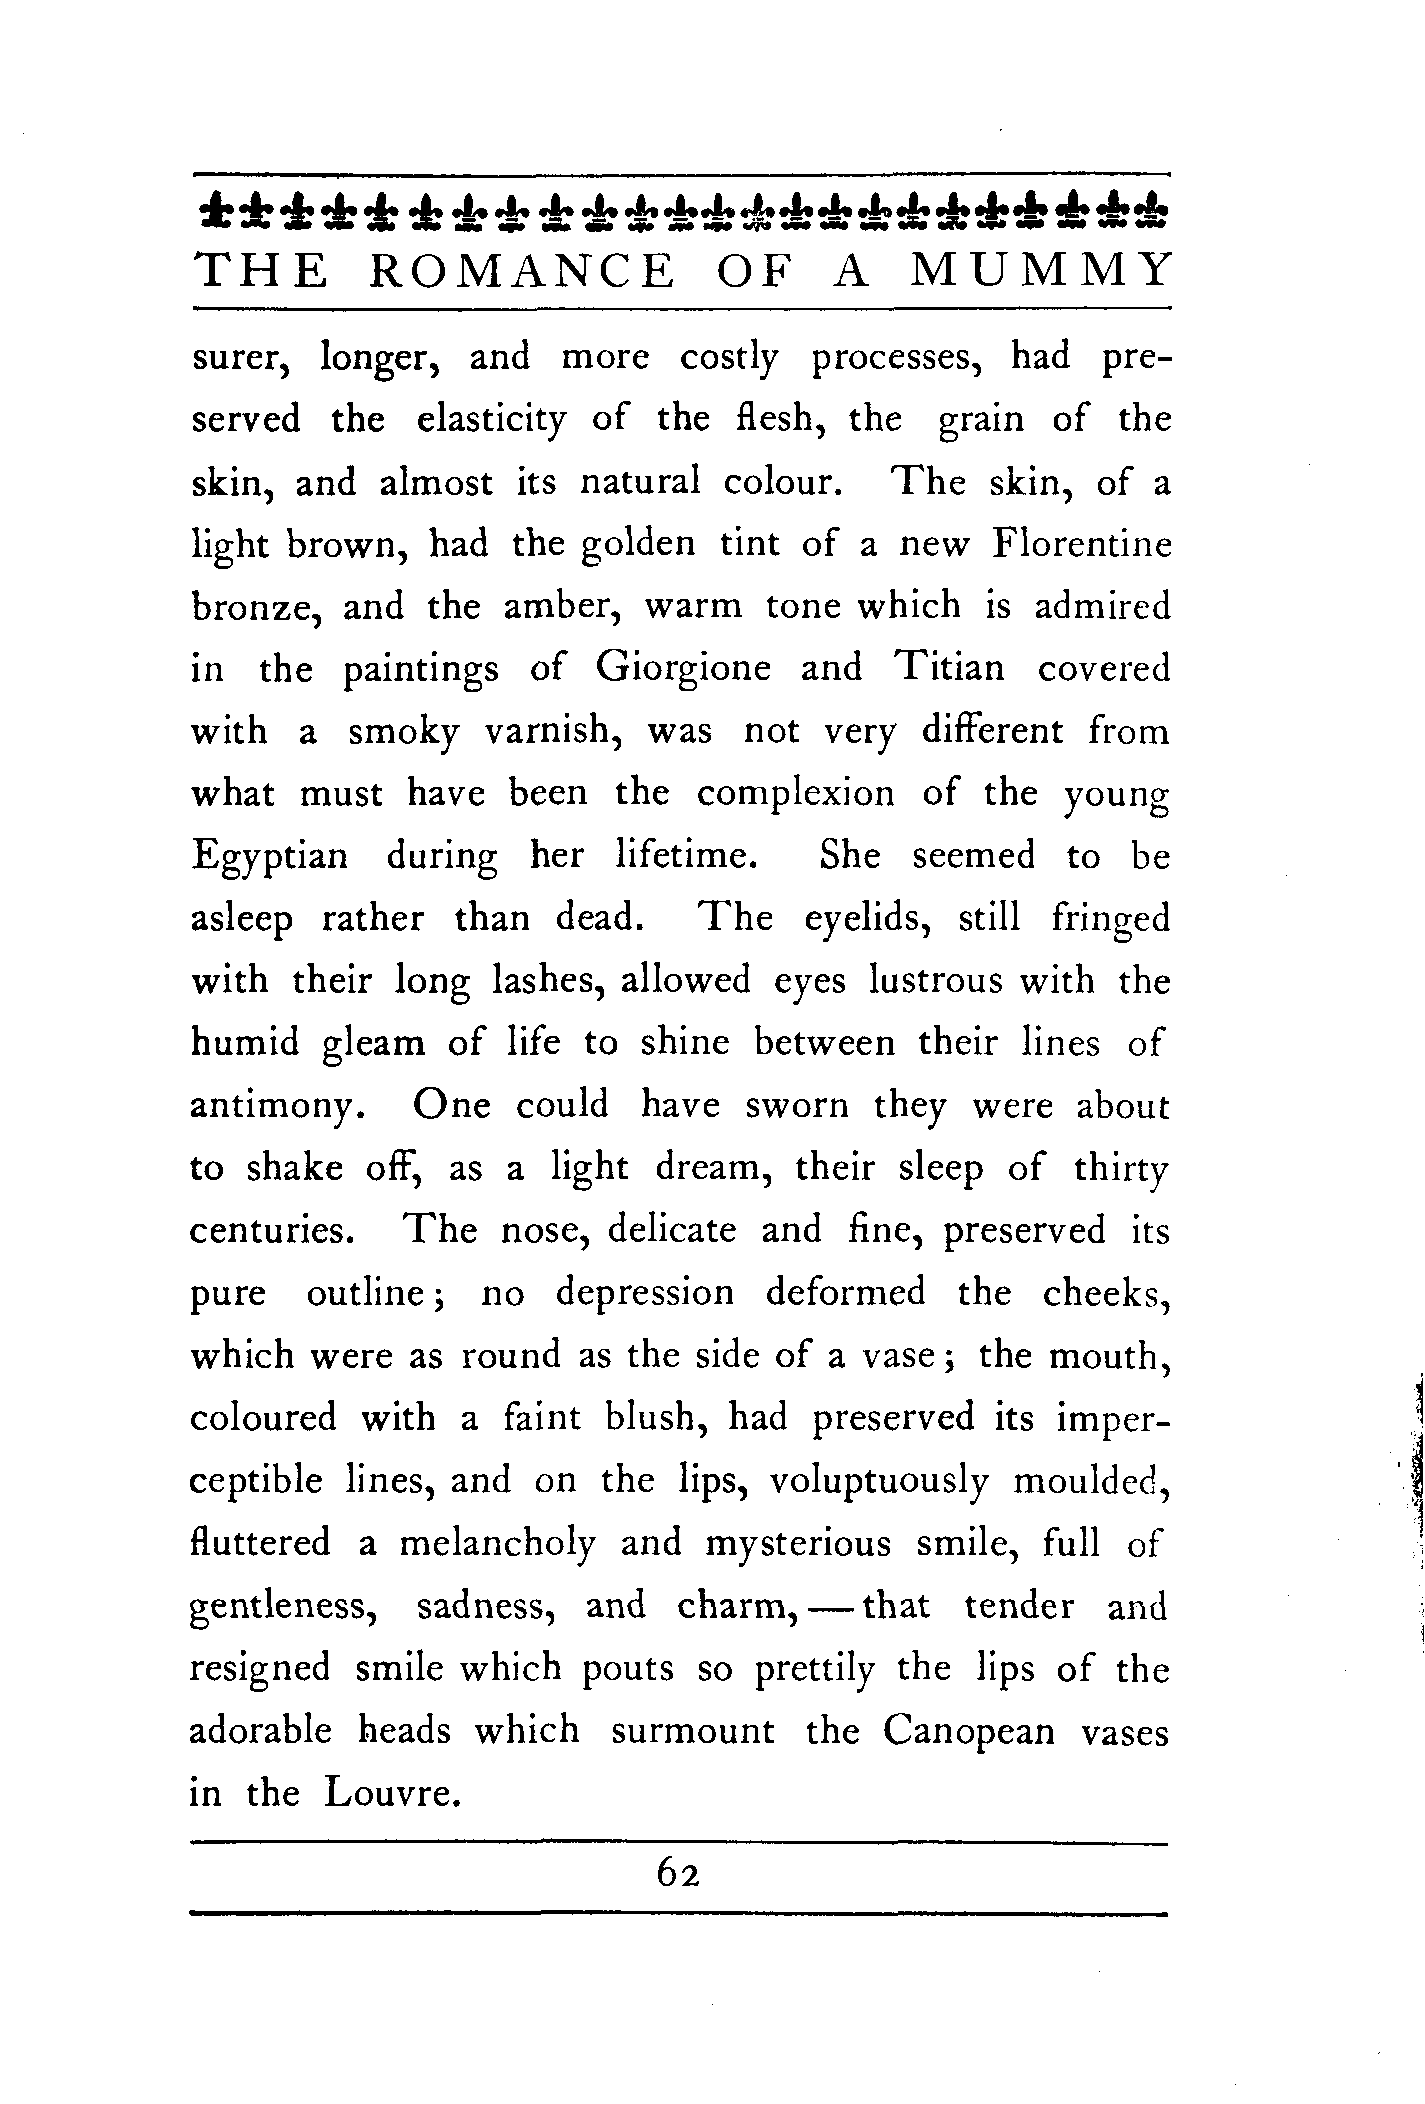 THE ROMANCE OF A MUMMY
surer, longer, and more costly processes, had pre-
served the elasticity of the flesh, the grain of the
skin, and almost its natural colour. The skin, of a
light brown, had the golden tint of a new Florentine
bronze, and the amber, warm tone which is admired
in the paintings of Giorgione and Titian covered
with a smoky varnish, was not very different from
what must have been the complexion of the young
Egyptian during her lifetime. She seemed to be
asleep rather than dead. The eyelids, still fringed
with their long lashes, allowed eyes lustrous with the
humid gleam of life to shine between their lines of
antimony. One could have sworn they were about
to shake off, as a light dream, their sleep of thirty
centuries. The nose, delicate and fine, preserved its
pure outline; no depression deformed the cheeks,
which were as round as the side of a vase; the mouth,
coloured with a faint blush, had preserved its imper-
ceptible lines, and on the lips, voluptuously moulded,
fluttered a melancholy and mysterious smile, full of
gentleness, sadness, and charm,—that tender and
resigned smile which pouts so prettily the lips of the
adorable heads which surmount the Canopean vases
in the Louvre.
62